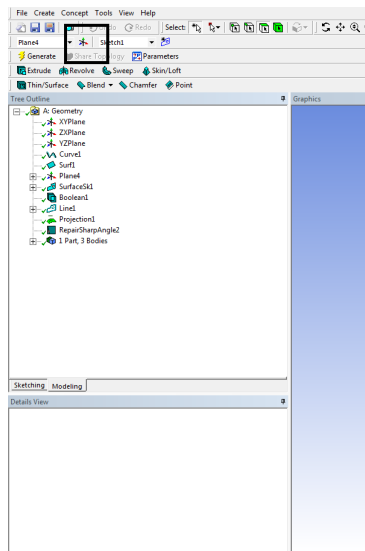 File Create Concept Tools View Help
Undo Redo Select:
Plane4 Sketch1
Generate Share Topology Parameters
Extrude Revolve Sweep Skin/Loft
Thin/Surface Blend Chamfer Point
Tree Outline Graphics
A: Geometry
XYPlane
ZXPlane
YZPlane
Curve1
Surf1
Plane4
SurfaceSk1
Boolean1
Line1
Projection1
RepairSharpAngle2
1 Part, 3 Bodies
Sketching Modeling
Details View